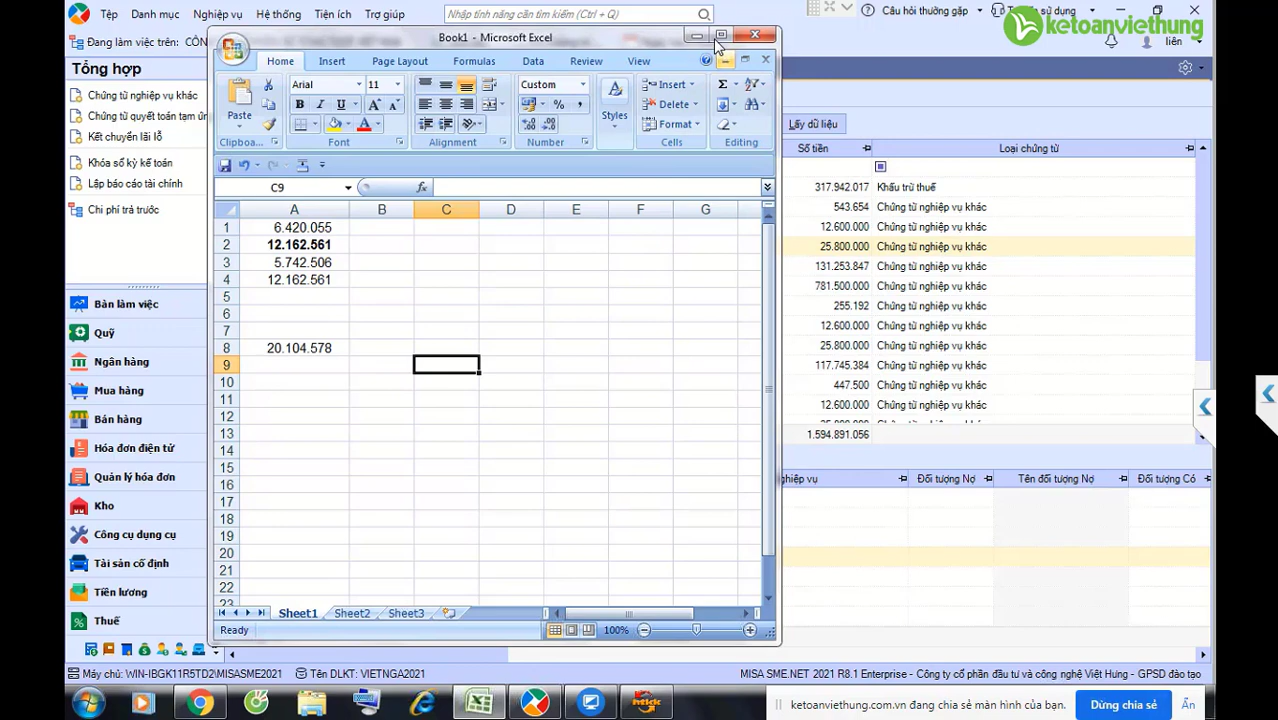 Tệp Danh mục Nghiệp vụ Hệ thống Tiện ích Trợ giúp
Nhập tính năng cần tìm kiếm (Ctrl + Q)
Câu hỏi thường gặp
ketoanviethung
Đang làm việc trên:
liên
Tổng hợp
Chứng từ nghiệp vụ khác
Chứng từ quyết toán tạm ứn
Kết chuyển lãi lỗ
Khóa sổ kỳ kế toán
Lập báo cáo tài chính
Chi phí trả trước
Bàn làm việc
Quỹ
Ngân hàng
Mua hàng
Bán hàng
Hóa đơn điện tử
Quản lý hóa đơn
Kho
Công cụ dụng cụ
Tài sản cố định
Tiền lương
Thuế
Book1 - Microsoft Excel
Home Insert Page Layout Formulas Data Review View
Paste
Arial 11
B I U
Custom
Styles
Insert
Delete
Format
Clipboa... Font Alignment Number Cells Editing
C9 fx
A B C D E F G
1 6.420.055
2 12.162.561
3 5.742.506
4 12.162.561
5
6
7
8 20.104.578
9
10
11
12
13
14
15
16
17
18
19
20
21
22
23
Sheet1 Sheet2 Sheet3
Ready 100%
Lấy dữ liệu
Số tiền Loại chứng từ
317.942.017 Khấu trừ thuế
543.654 Chứng từ nghiệp vụ khác
12.600.000 Chứng từ nghiệp vụ khác
25.800.000 Chứng từ nghiệp vụ khác
131.253.847 Chứng từ nghiệp vụ khác
781.500.000 Chứng từ nghiệp vụ khác
255.192 Chứng từ nghiệp vụ khác
12.600.000 Chứng từ nghiệp vụ khác
25.800.000 Chứng từ nghiệp vụ khác
117.745.384 Chứng từ nghiệp vụ khác
447.500 Chứng từ nghiệp vụ khác
12.600.000 Chứng từ nghiệp vụ khác
1.594.891.056
ghiệp vụ Đối tượng Nợ Tên đối tượng Nợ Đối tượng Có
Máy chủ: WIN-IBGK11R5TD2\MISASME2021 Tên DLKT: VIETNGA2021
MISA SME.NET 2021 R8.1 Enterprise - Công ty cổ phần đầu tư và công nghệ Việt Hưng - GPSD đào tạo
ketoanviethung.com.vn đang chia sẻ màn hình của bạn.
Dừng chia sẻ
Ẩn